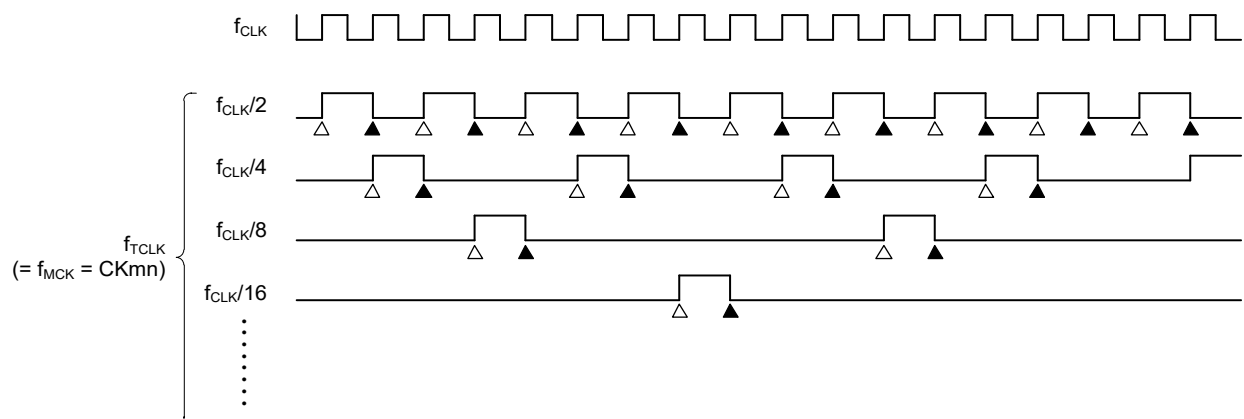 fCLK
fCLK/2
fCLK/4
fCLK/8
fTCLK
(= fMCK = CKmn)
fCLK/16